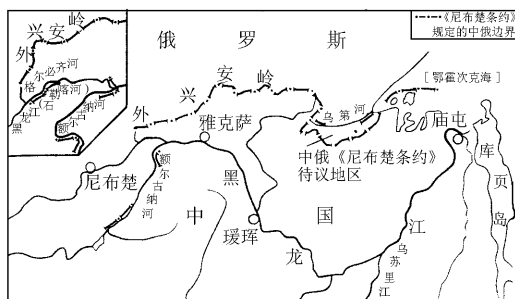 外兴安岭
格尔必齐河
黑龙江(石勒喀河)
额尔古纳河
俄罗斯
《尼布楚条约》
规定的中俄边界
[鄂霍次克海]
外兴安岭
乌第河
庙屯
库页岛
雅克萨
中俄《尼布楚条约》
待议地区
尼布楚
额尔古纳河
中国
瑷珲
黑龙江
乌苏里江